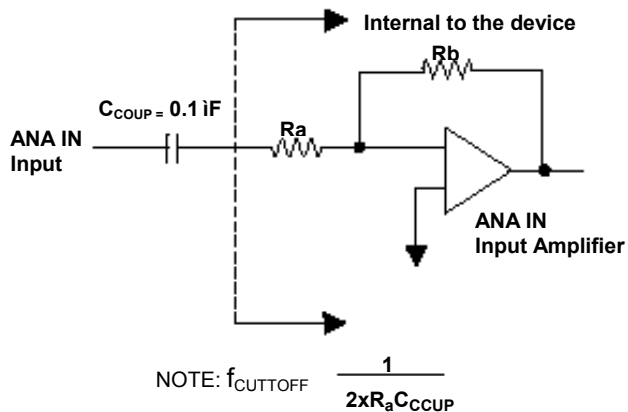 Internal to the device
Rb
CCOUP = 0.1 ìF
Ra
ANA IN
Input
ANA IN
Input Amplifier
NOTE: fCUTTOFF 1
2xRaCCCUP